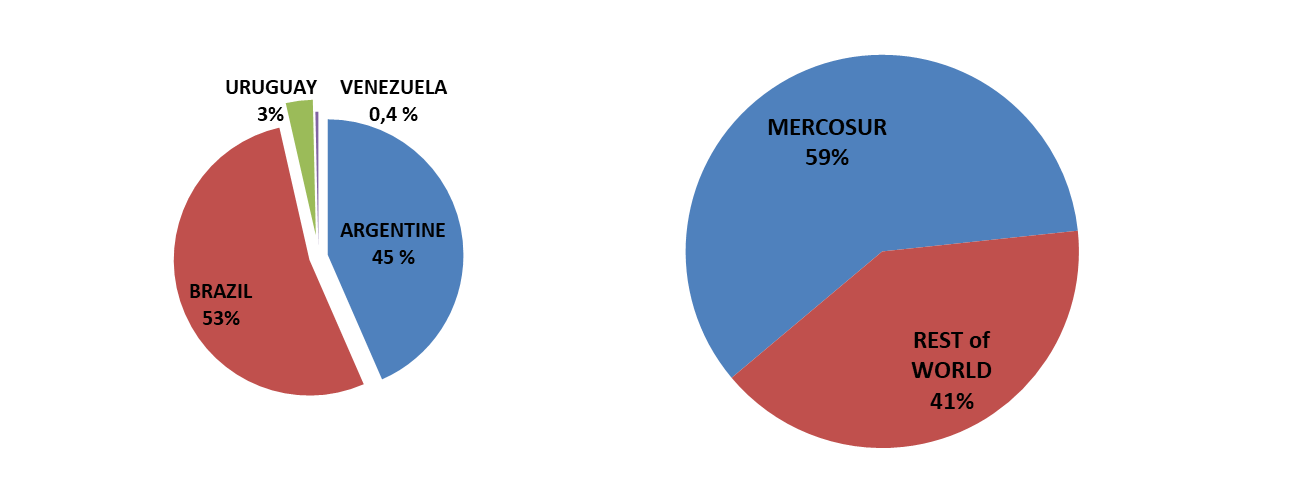 URUGUAY
3%
VENEZUELA
0,4 %
ARGENTINE
45 %
BRAZIL
53%
MERCOSUR
59%
REST of
WORLD
41%